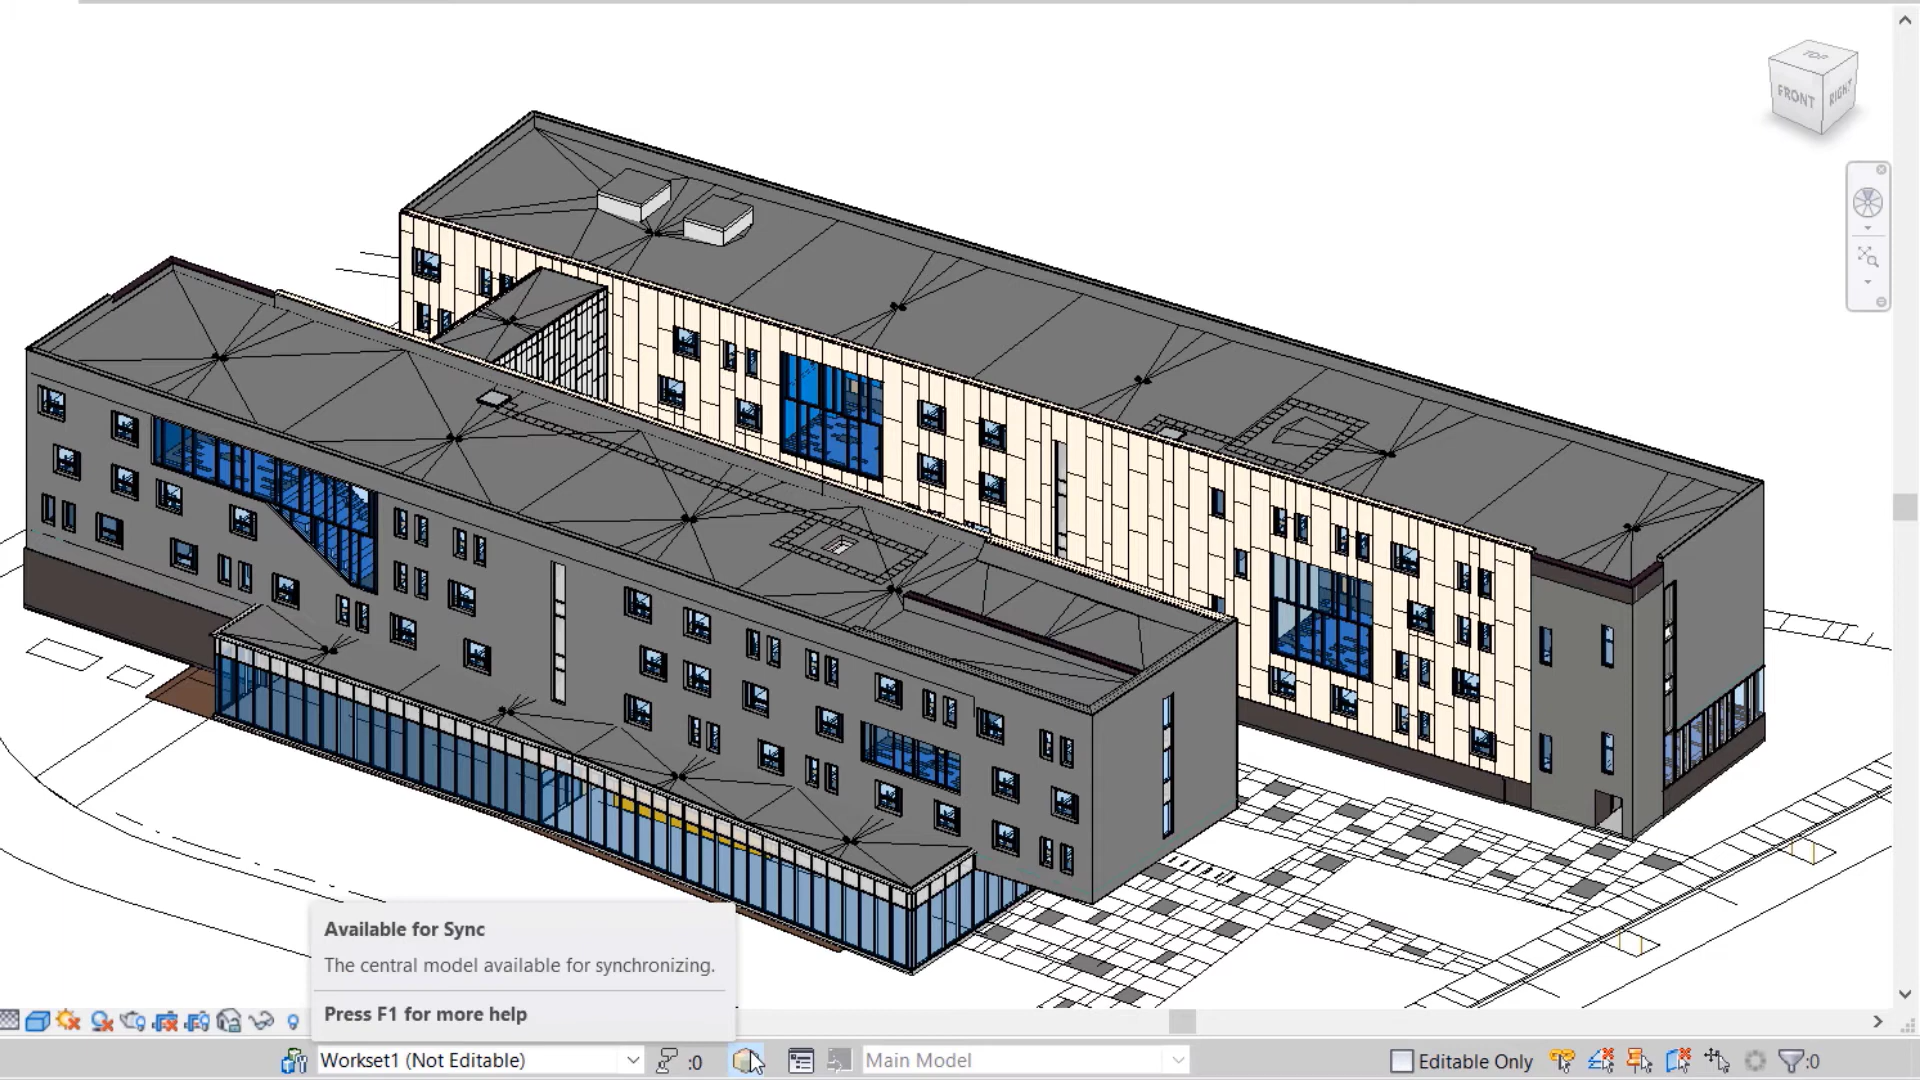 TOP
FRONT
RIGHT
Available for Sync
The central model available for synchronizing.
Press F1 for more help
Workset1 (Not Editable)
:0
Main Model
Editable Only
:0